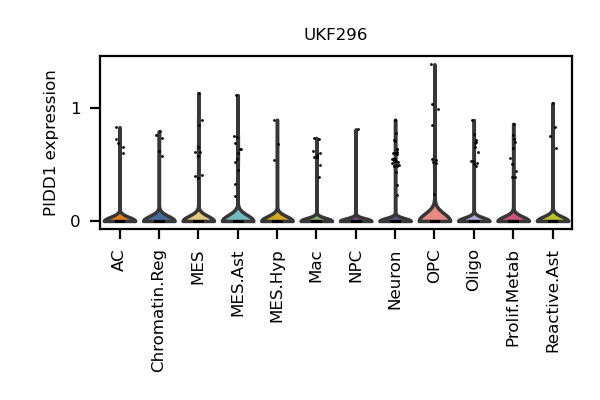 UKF296
PIDD1 expression
1
0
AC
Chromatin.Reg
MES
MES.Ast
MES.Hyp
Mac
NPC
Neuron
OPC
Oligo
Prolif.Metab
Reactive.Ast